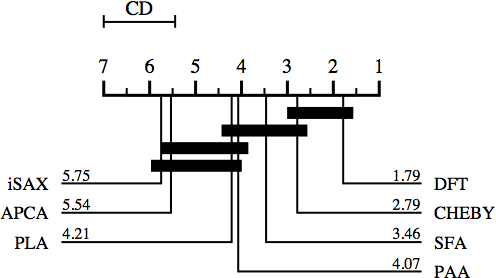 CD
7 6 5 4 3 2 1
iSAX 5.75 1.79 DFT
APCA 5.54 2.79 CHEBY
PLA 4.21 3.46 SFA
4.07 PAA